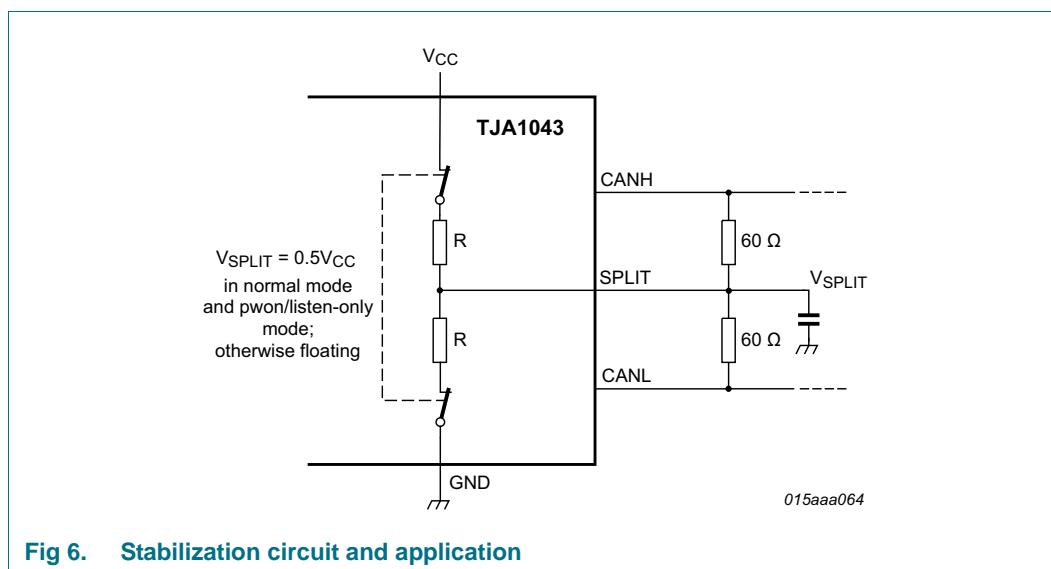 VCC
TJA1043
CANH
R
60 Ω
VSPLIT = 0.5VCC
in normal mode
and pwon/listen-only
mode;
otherwise floating
SPLIT
VSPLIT
R
60 Ω
CANL
GND
015aaa064
Fig 6. Stabilization circuit and application